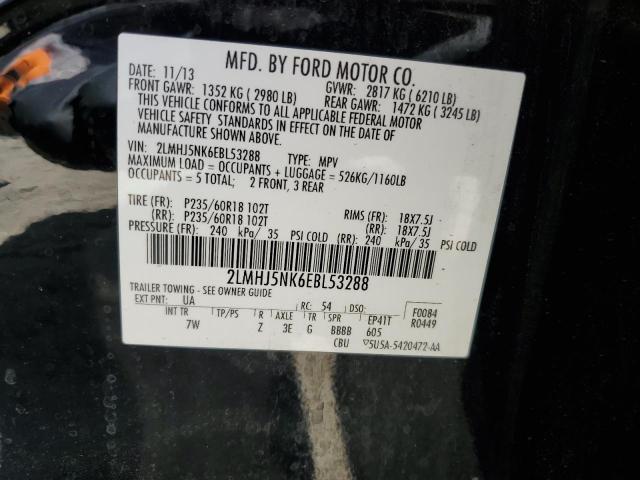 MFD. BY FORD MOTOR CO.
DATE: 11/13 GVWR: 2817 KG ( 6210 LB)
FRONT GAWR: 1352 KG ( 2980 LB) REAR GAWR: 1472 KG ( 3245 LB)
THIS VEHICLE CONFORMS TO ALL APPLICABLE FEDERAL MOTOR
VEHICLE SAFETY STANDARDS IN EFFECT ON THE DATE OF
MANUFACTURE SHOWN ABOVE.
VIN: 2LMHJ5NK6EBL53288 TYPE: MPV
MAXIMUM LOAD = OCCUPANTS + LUGGAGE = 526KG/1160LB
OCCUPANTS = 5 TOTAL; 2 FRONT, 3 REAR
TIRE (FR): P235/60R18 102T RIMS (FR): 18X7.5J
(RR): P235/60R18 102T (RR): 18X7.5J
PRESSURE (FR): 240 kPa/ 35 PSI COLD (RR): 240 kPa/ 35 PSI COLD
2LMHJ5NK6EBL53288
TRAILER TOWING - SEE OWNER GUIDE
EXT PNT: UA RC: 54 DSO: F0084
R0449
INT TR TP/PS R AXLE TR SPR EP41T
7W Z 3E G BBBB 605
CBU 5U5A-5420472-AA